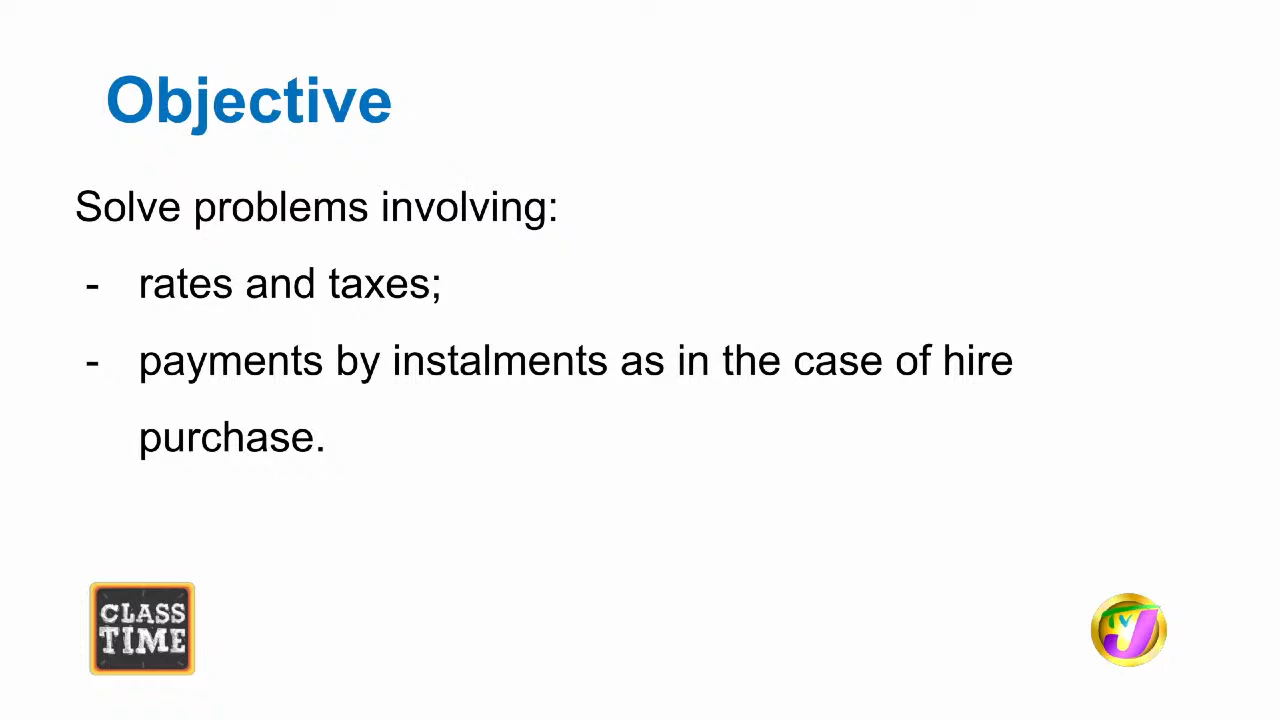 Objective
Solve problems involving:
- rates and taxes;
- payments by instalments as in the case of hire
purchase.
CLASS
TIME
TVJ